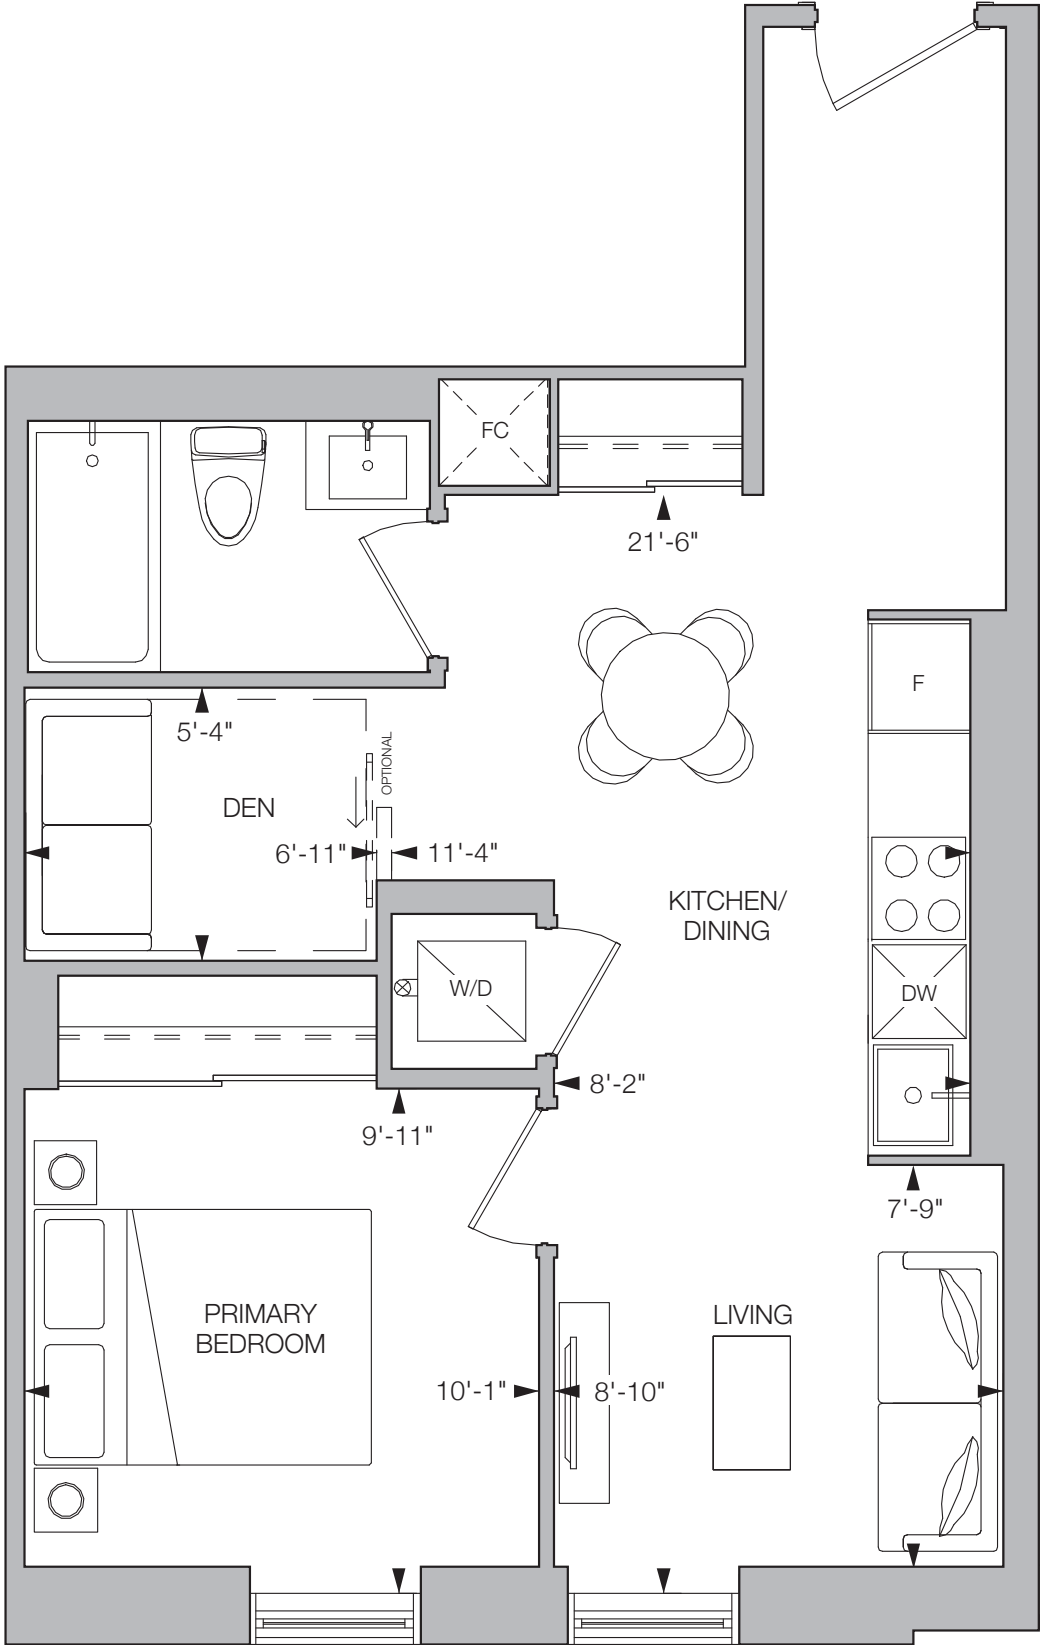 FC
21'-6"
F
5'-4"
OPTIONAL
DEN
6'-11"
11'-4"
KITCHEN/
DINING
W/D
DW
8'-2"
9'-11"
7'-9"
PRIMARY
BEDROOM
LIVING
10'-1"
8'-10"